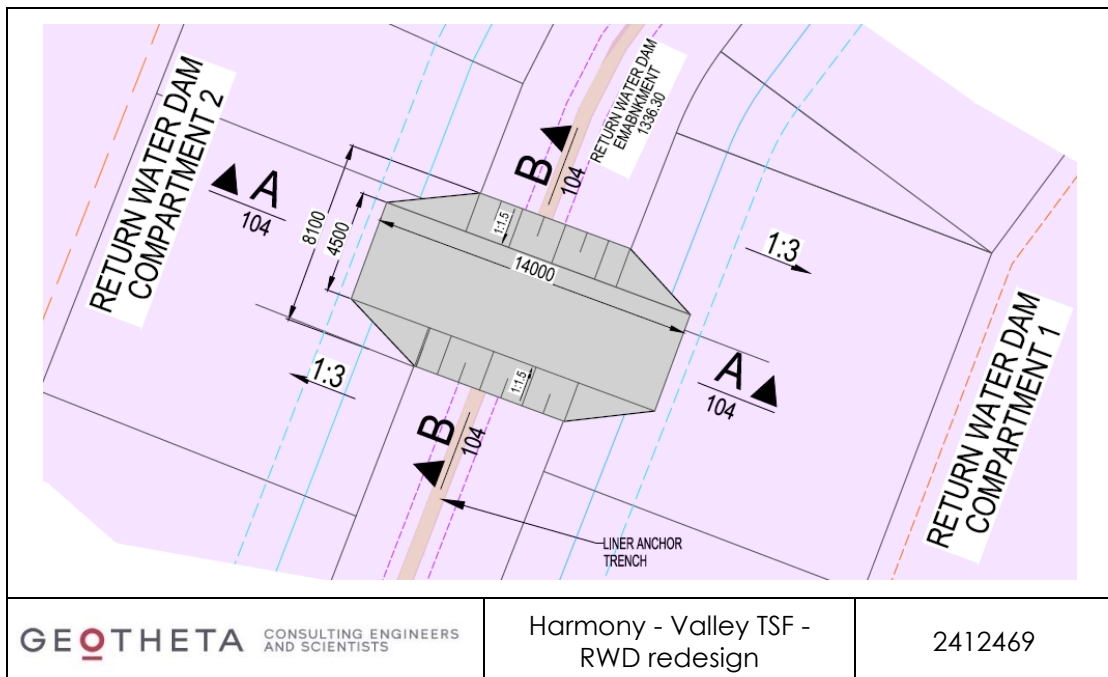 RETURN WATER DAM
COMPARTMENT 2
A
104
8100
4500
1:1.5
14000
B
104
RETURN WATER DAM
EMABNKMENT
1336.30
1:3
1:3
1:1.5
B
104
A
104
RETURN WATER DAM
COMPARTMENT 1
LINER ANCHOR
TRENCH
GEOTHETA
CONSULTING ENGINEERS
AND SCIENTISTS
Harmony - Valley TSF -
RWD redesign
2412469